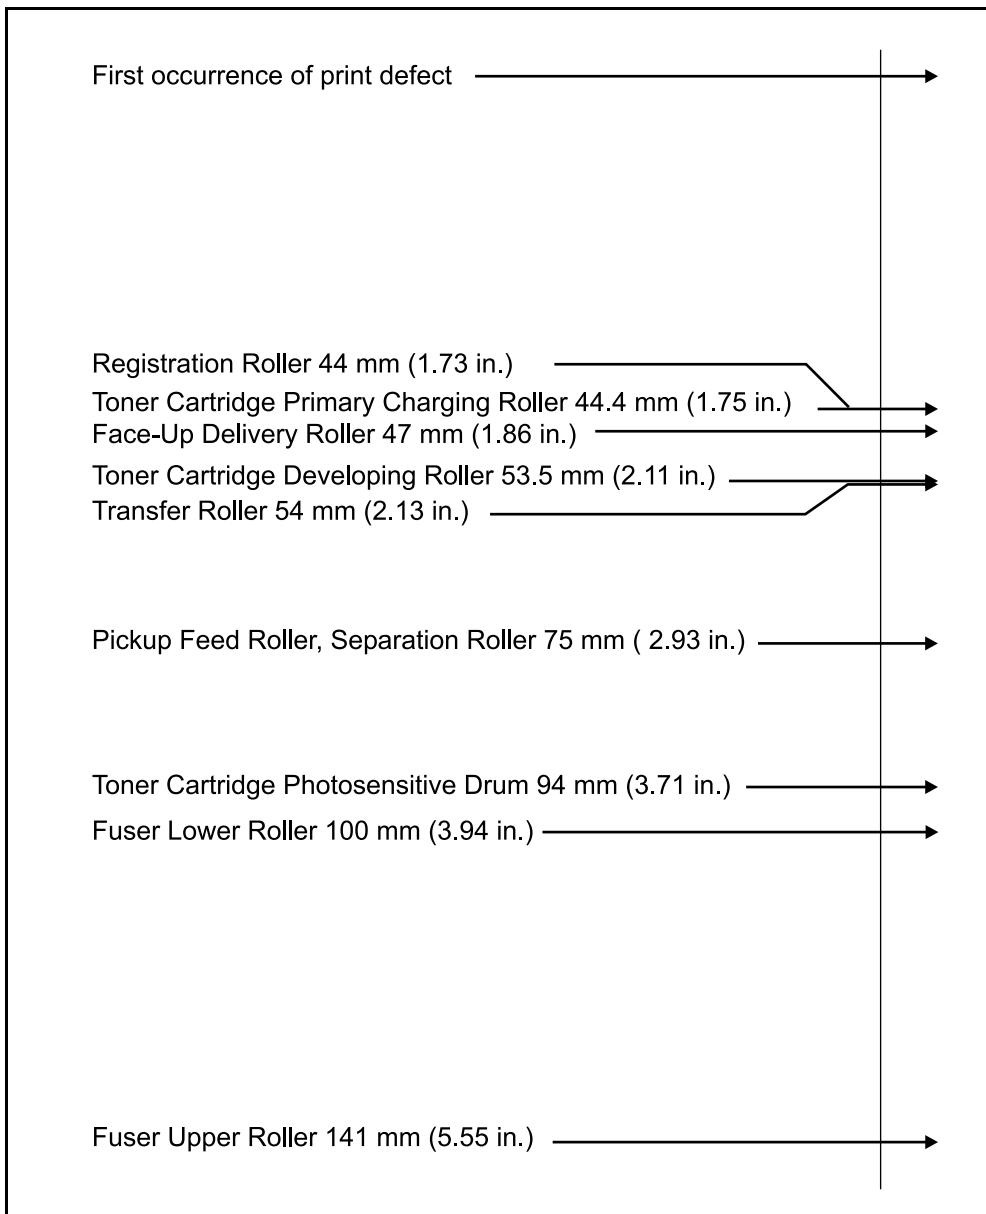 First occurrence of print defect
Registration Roller 44 mm (1.73 in.)
Toner Cartridge Primary Charging Roller 44.4 mm (1.75 in.)
Face-Up Delivery Roller 47 mm (1.86 in.)
Toner Cartridge Developing Roller 53.5 mm (2.11 in.)
Transfer Roller 54 mm (2.13 in.)
Pickup Feed Roller, Separation Roller 75 mm ( 2.93 in.)
Toner Cartridge Photosensitive Drum 94 mm (3.71 in.)
Fuser Lower Roller 100 mm (3.94 in.)
Fuser Upper Roller 141 mm (5.55 in.)